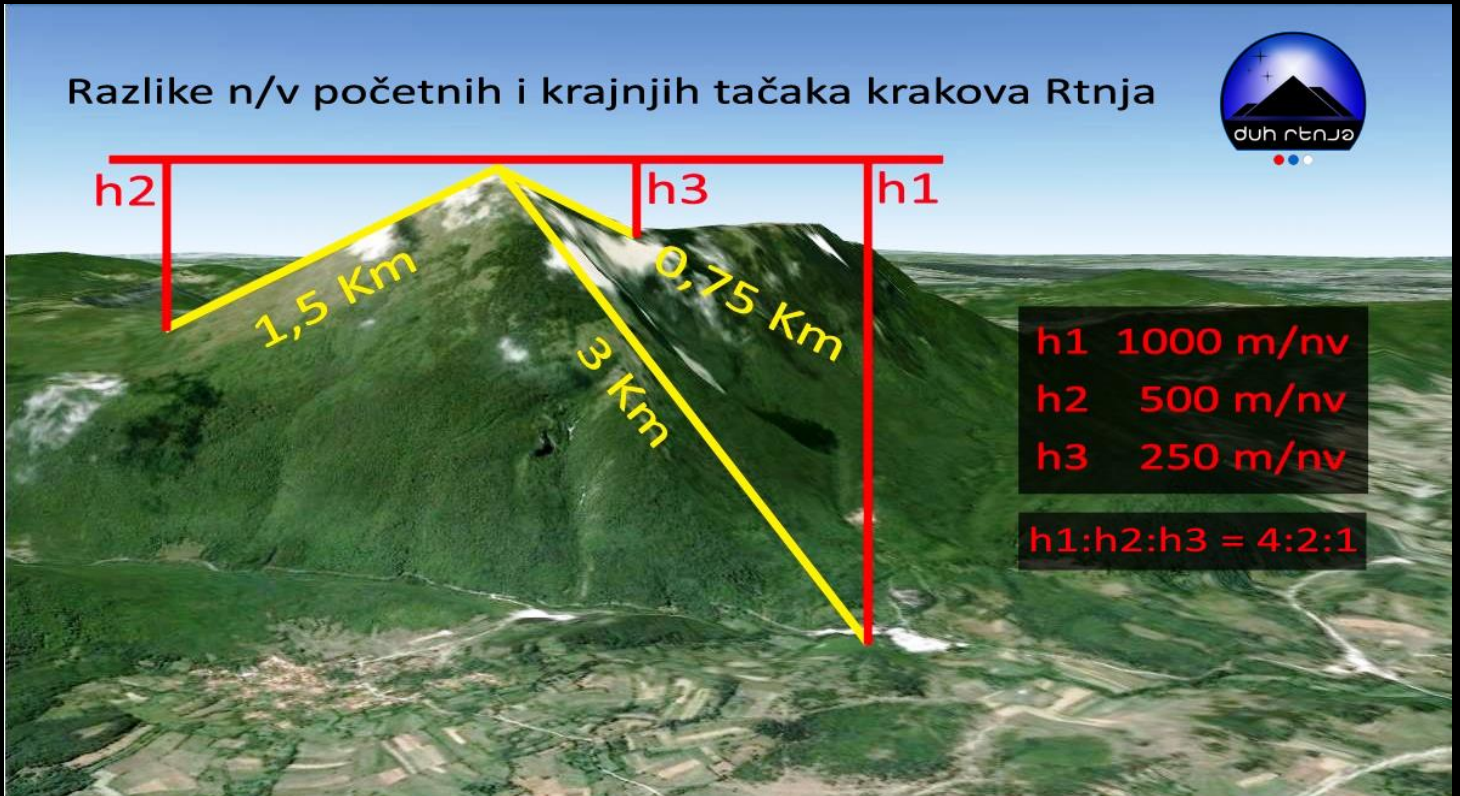 Razlike n/v početnih i krajnjih tačaka krakova Rtnja
duh rtnja
h2
h3
h1
1,5 Km
0,75 Km
3 Km
h1 1000 m/nv
h2 500 m/nv
h3 250 m/nv
h1:h2:h3 = 4:2:1